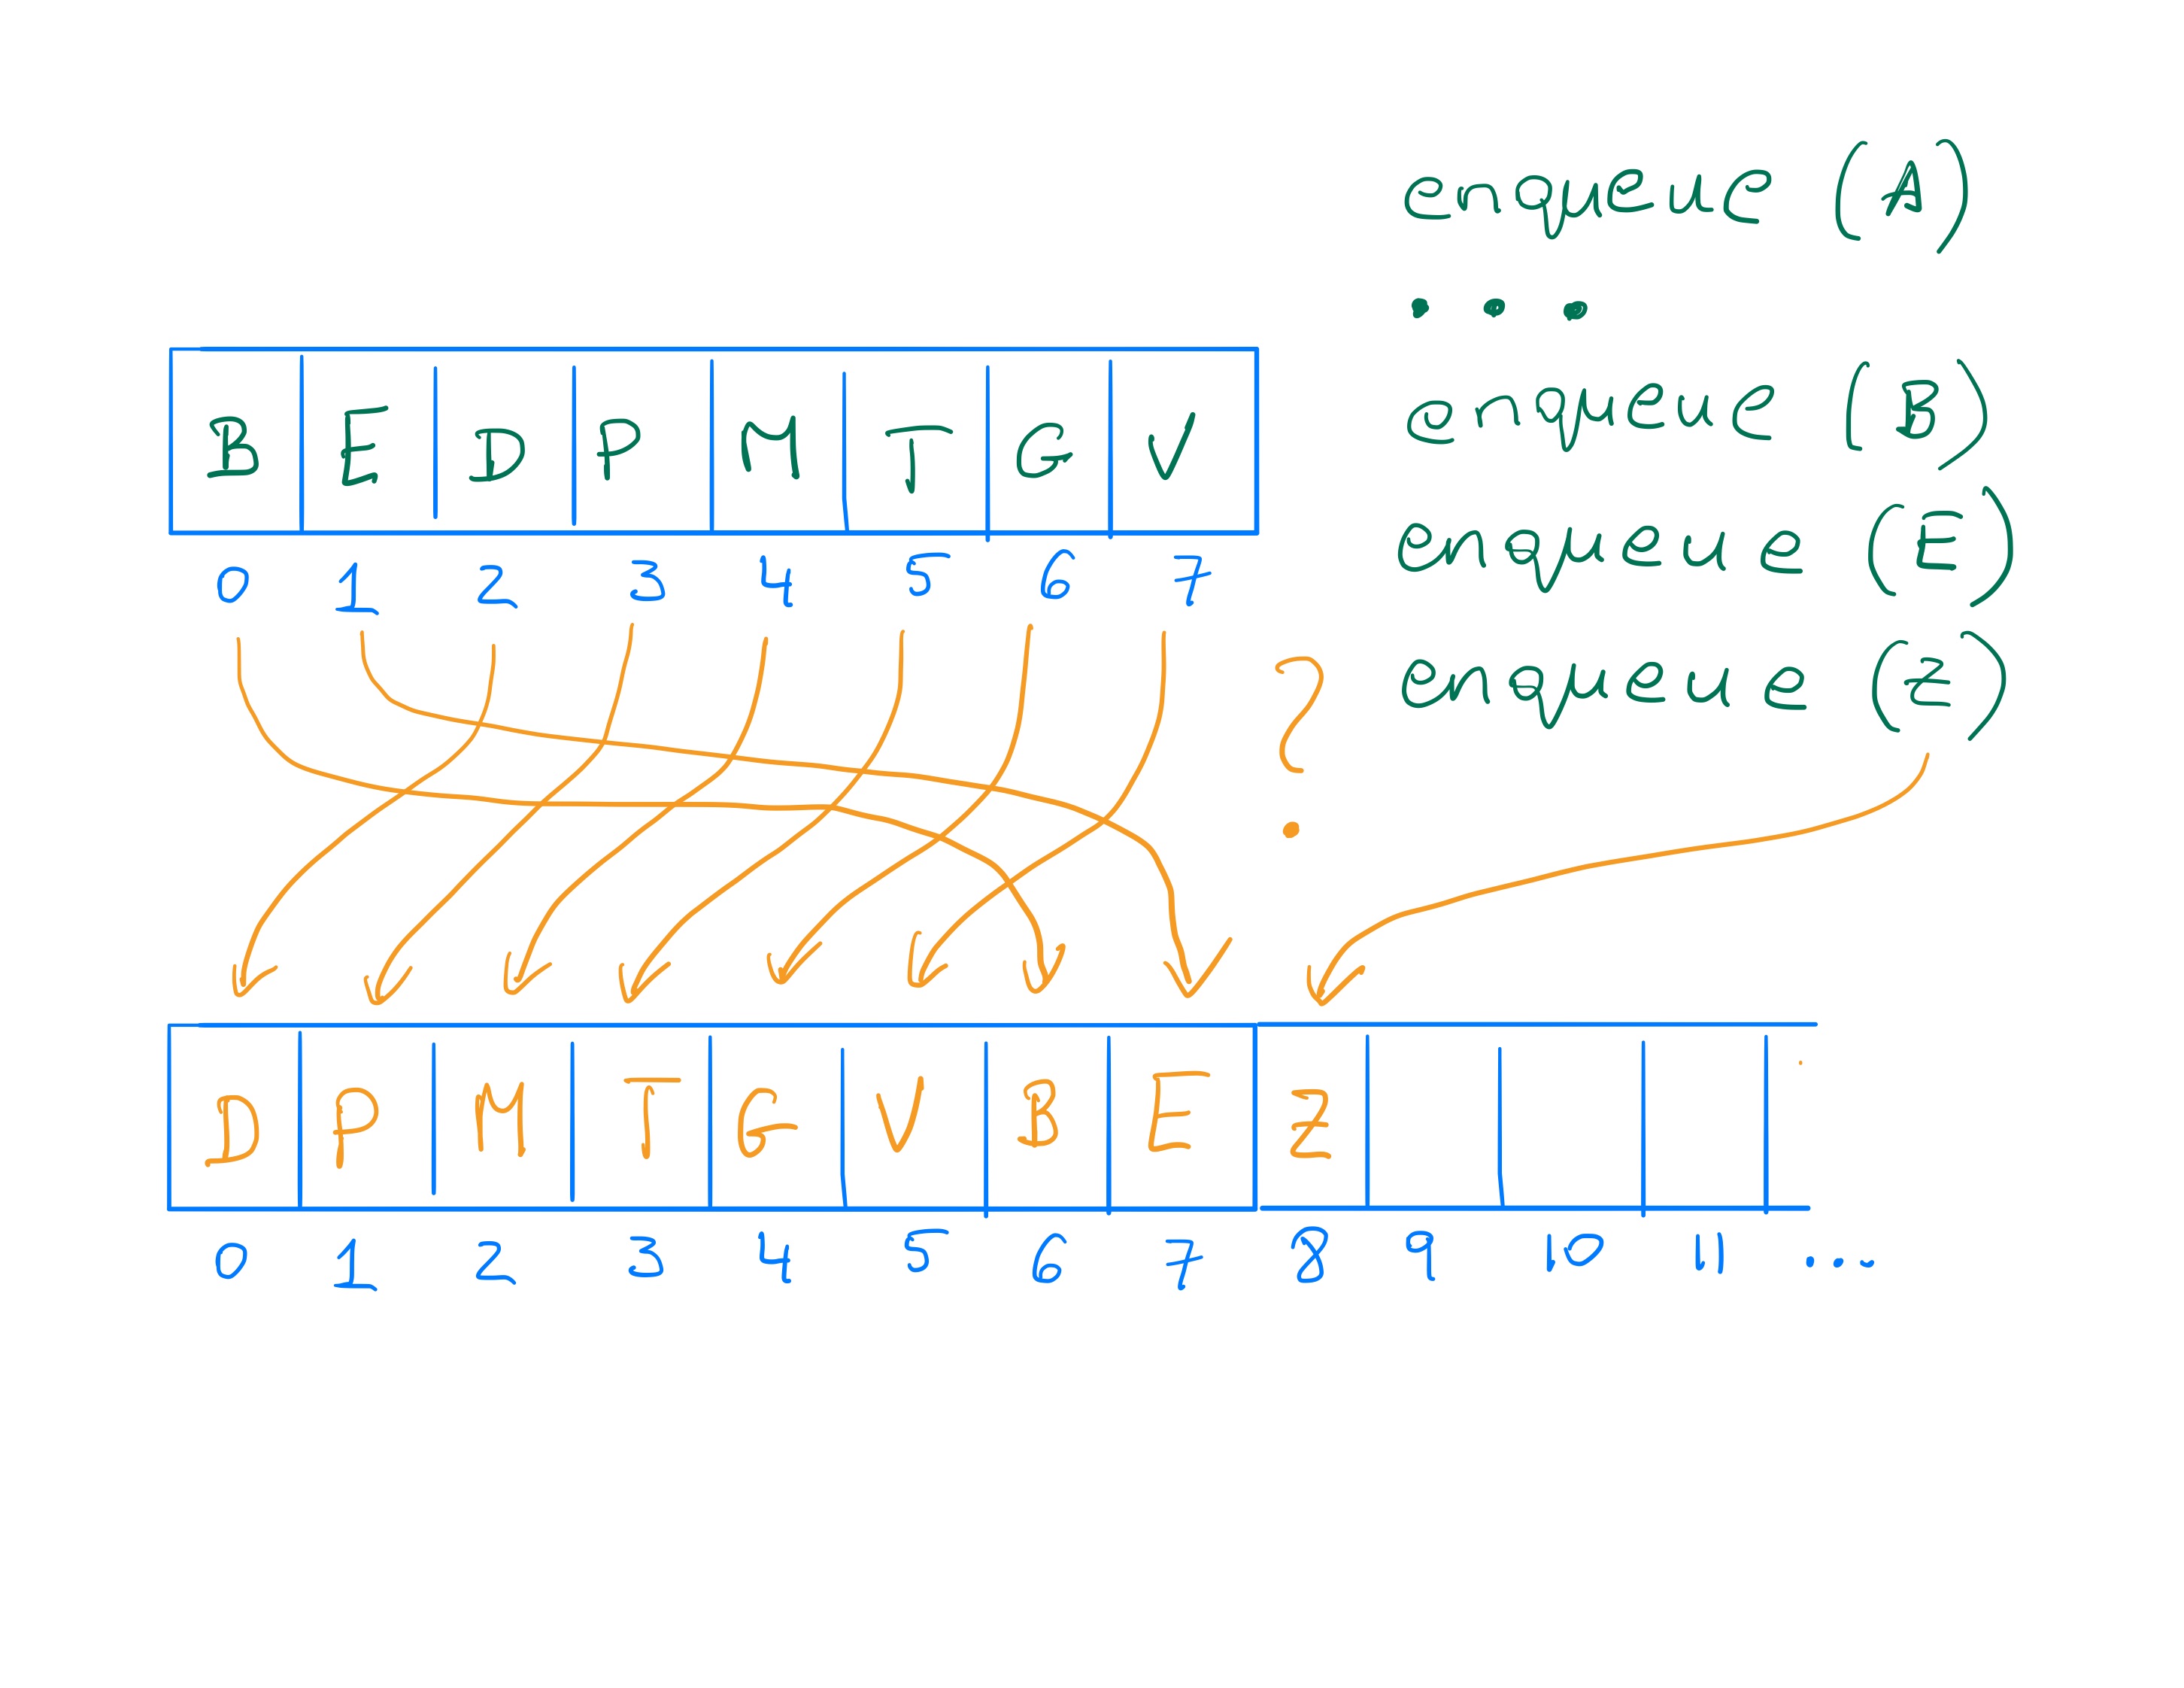 enqueue (A)
...
enqueue (B)
enqueue (E)
enqueue (Z)
B E D P M T G V
0 1 2 3 4 5 6 7
?
D P M T G V B E Z
0 1 2 3 4 5 6 7 8 9 10 11 ...